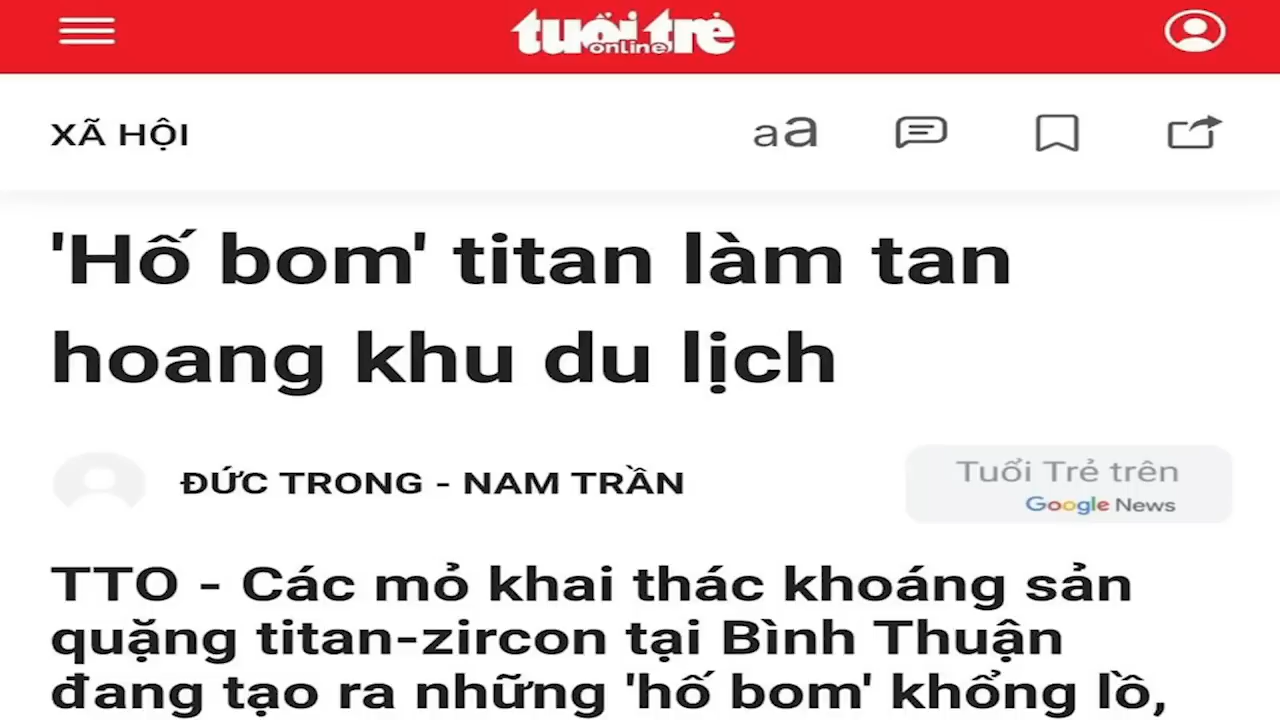 tuổi trẻ
online
XÃ HỘI
aa
'Hố bom' titan làm tan
hoang khu du lịch
ĐỨC TRONG - NAM TRẦN
Tuổi Trẻ trên
Google News
TTO - Các mỏ khai thác khoáng sản
quặng titan-zircon tại Bình Thuận
đang tạo ra những 'hố bom' khổng lồ,